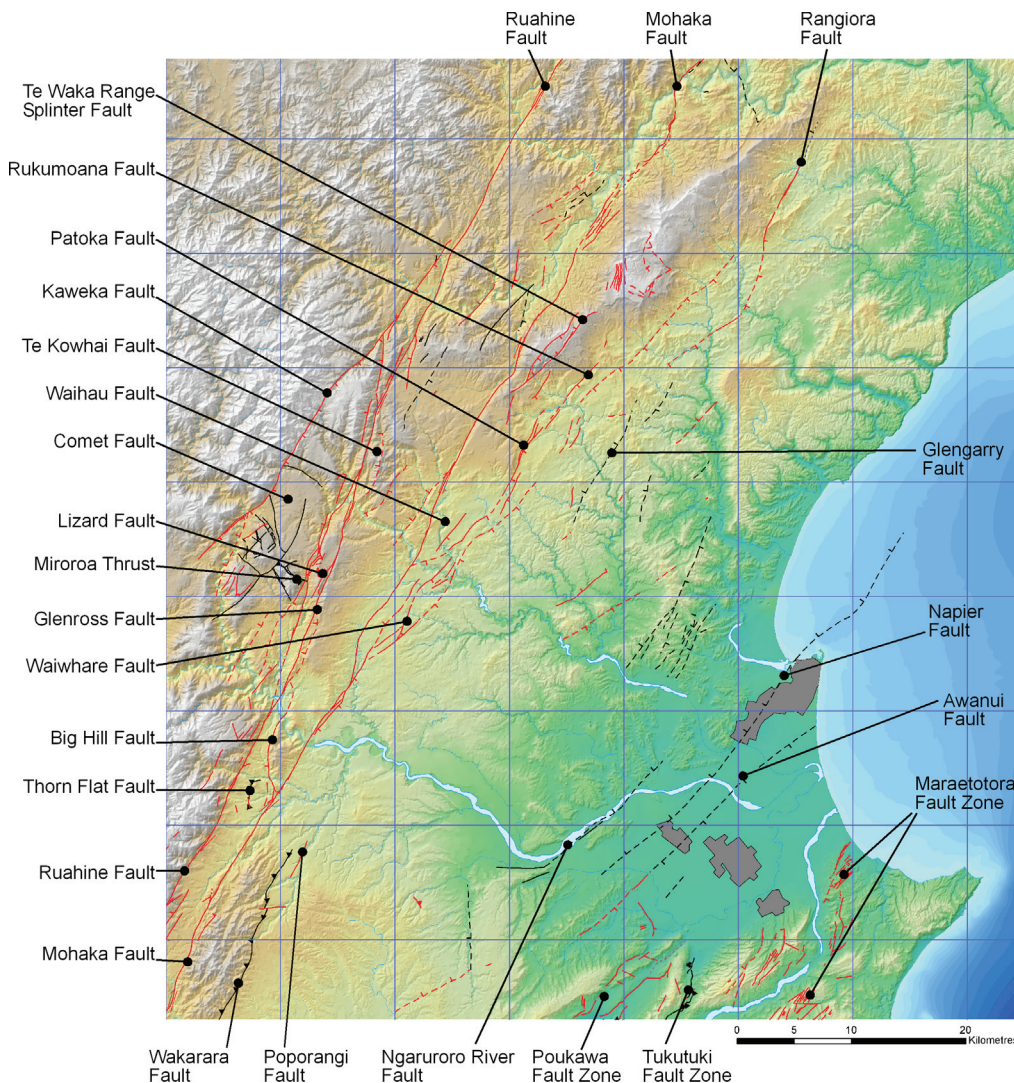 Ruahine
Fault
Mohaka
Fault
Rangiora
Fault
Te Waka Range
Splinter Fault
Rukumoana Fault
Patoka Fault
Kaweka Fault
Te Kowhai Fault
Waihau Fault
Comet Fault
Lizard Fault
Miroroa Thrust
Glenross Fault
Waiwhare Fault
Big Hill Fault
Thorn Flat Fault
Ruahine Fault
Mohaka Fault
Glengarry
Fault
Napier
Fault
Awanui
Fault
Maraetotora
Fault Zone
Wakarara
Fault
Poporangi
Fault
Ngaruroro River
Fault
Poukawa
Fault Zone
Tukutuki
Fault Zone
0 5 10 20
Kilometres